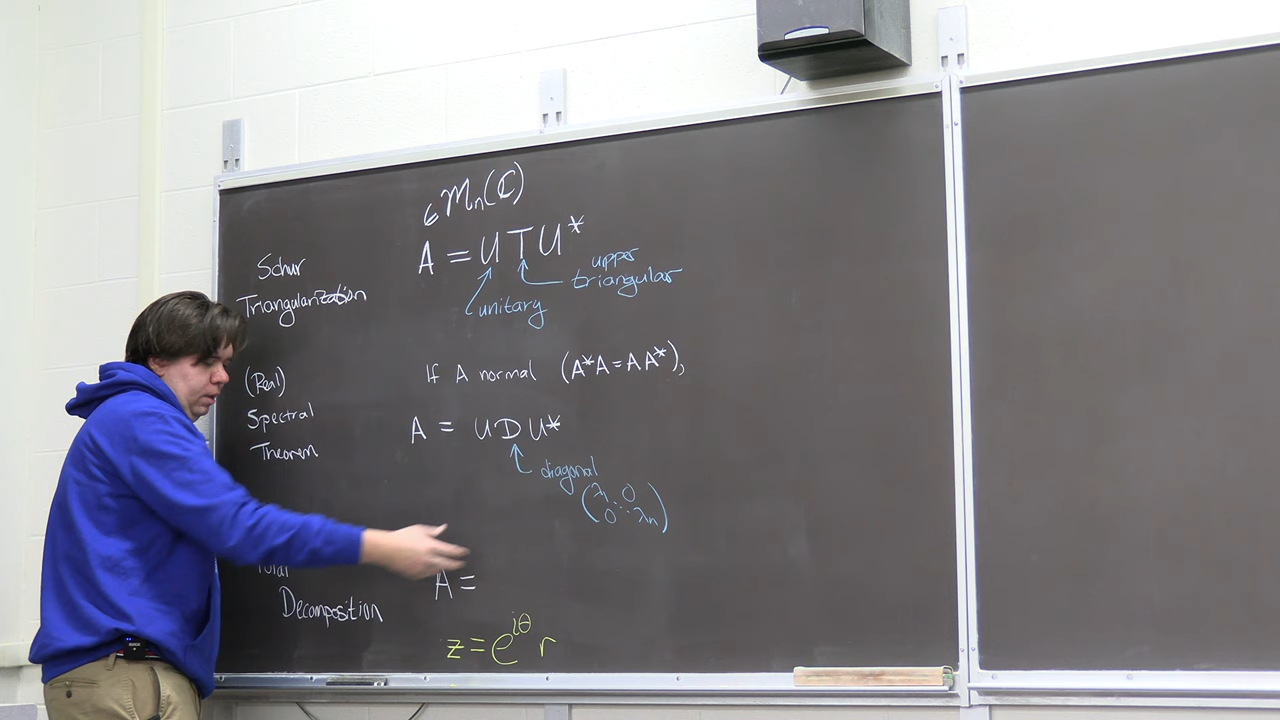 ∈ Mₙ(ℂ)
Schur
Triangularization
A = U T U*
unitary
upper
triangular
(Real)
Spectral
Theorem
If A normal (A*A = AA*),
A = U D U*
diagonal
(λ₁ 0
0 ⋱ λₙ)
Decomposition
A =
z = e^{iθ} r